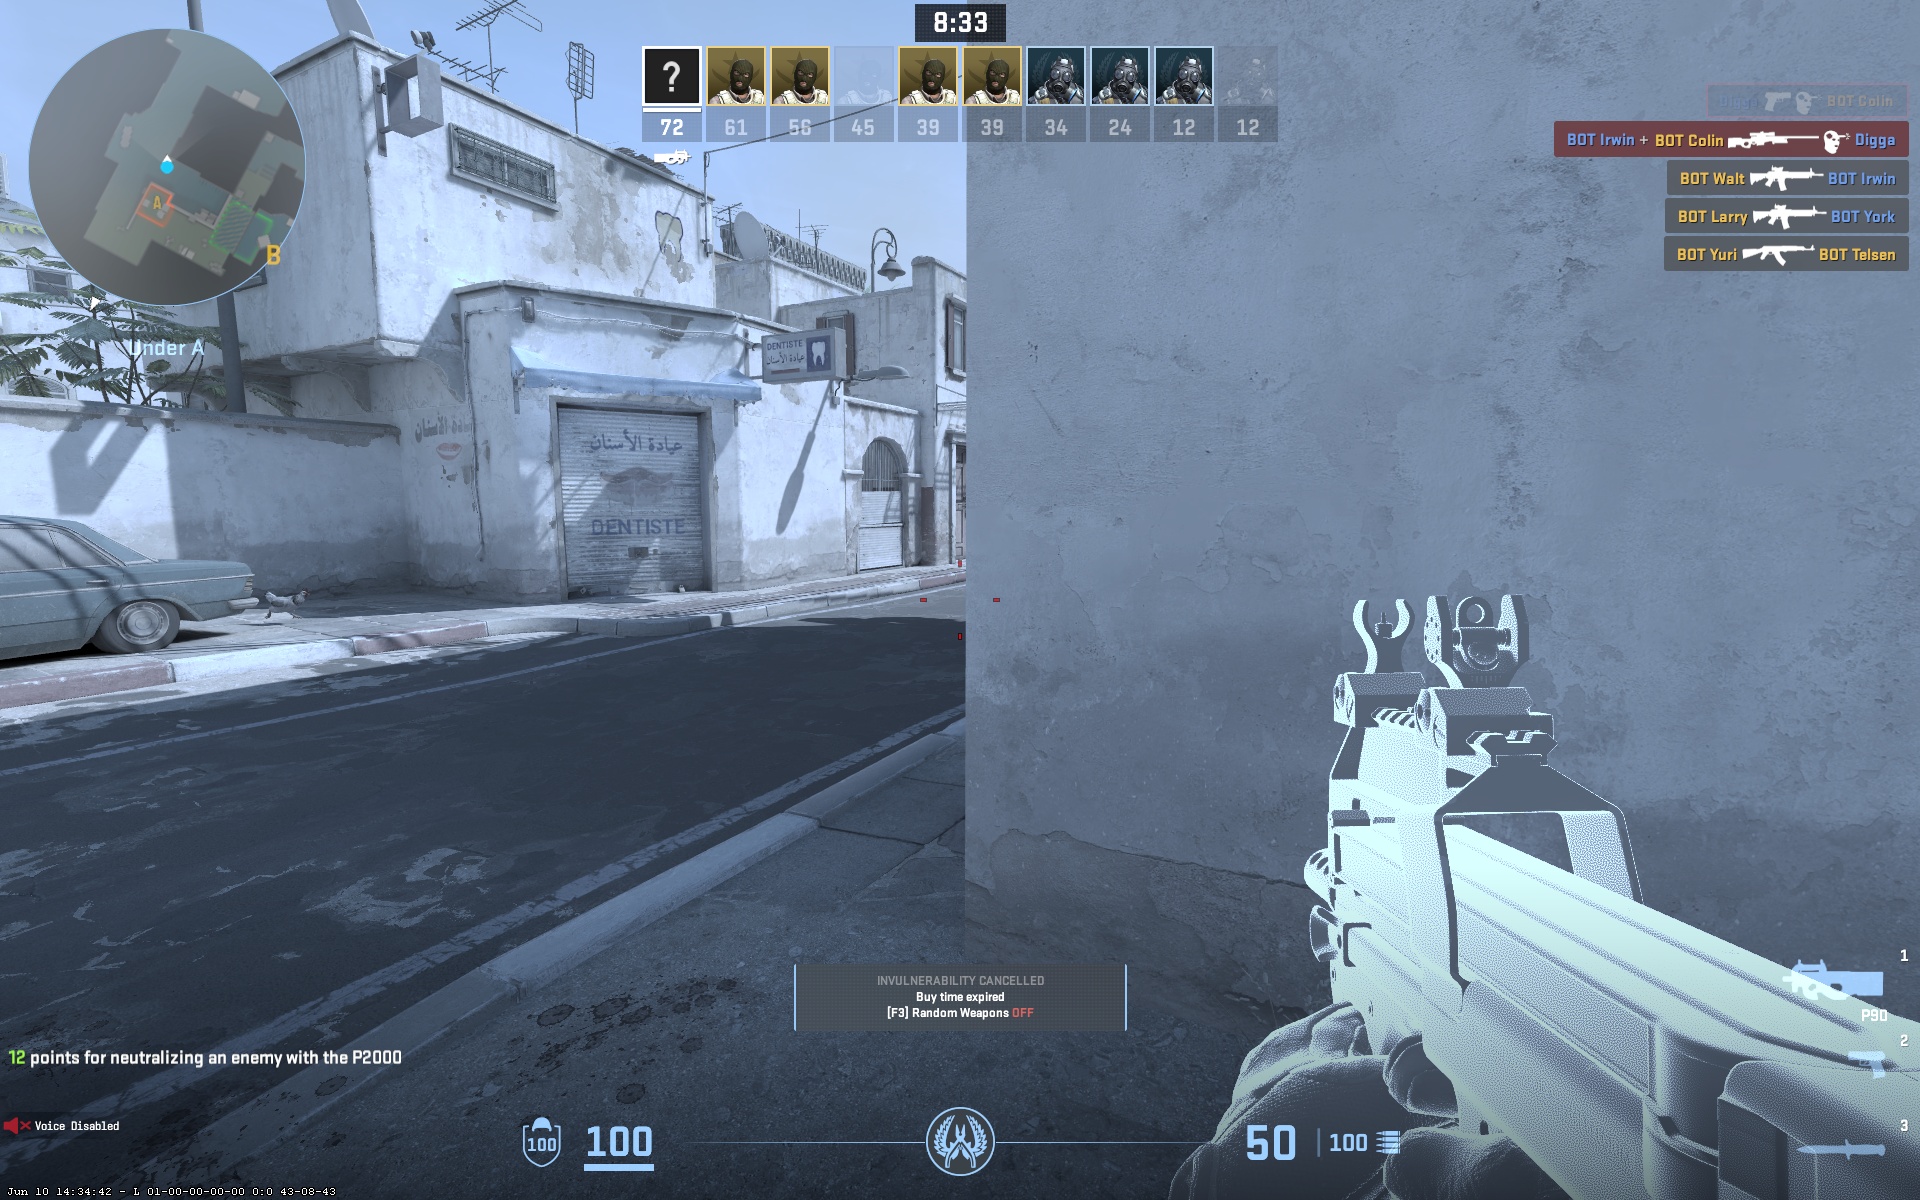 8:33
?
72 61 56 45 39 39 34 24 12 12
Digga BOT Colin
BOT Irwin + BOT Colin Digga
BOT Walt BOT Irwin
BOT Larry BOT York
BOT Yuri BOT Telsen
A
B
Under A
DENTISTE
عيادة الأسنان
عيادة الأسنان
DENTISTE
INVULNERABILITY CANCELLED
Buy time expired
[F3] Random Weapons OFF
1
P90
2
3
12 points for neutralizing an enemy with the P2000
Voice Disabled
100 100
50 100
Jun 10 14:34:42 - L 01-00-00-00-00 0:0 43-08-43